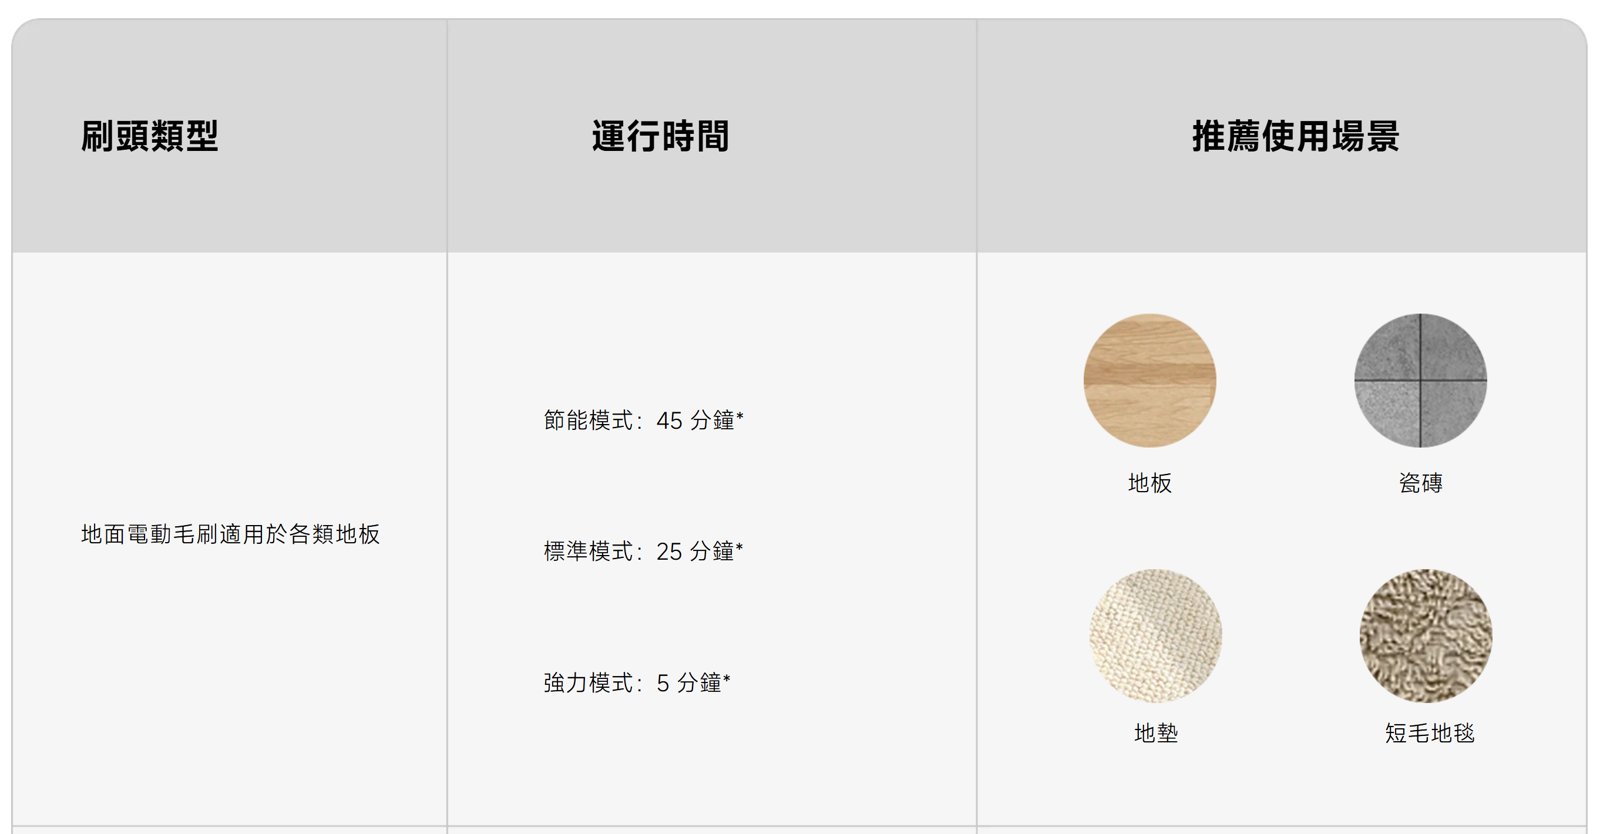 刷頭類型
運行時間
推薦使用場景
地面電動毛刷適用於各類地板
節能模式：45 分鐘*
標準模式：25 分鐘*
強力模式：5 分鐘*
地板
瓷磚
地墊
短毛地毯